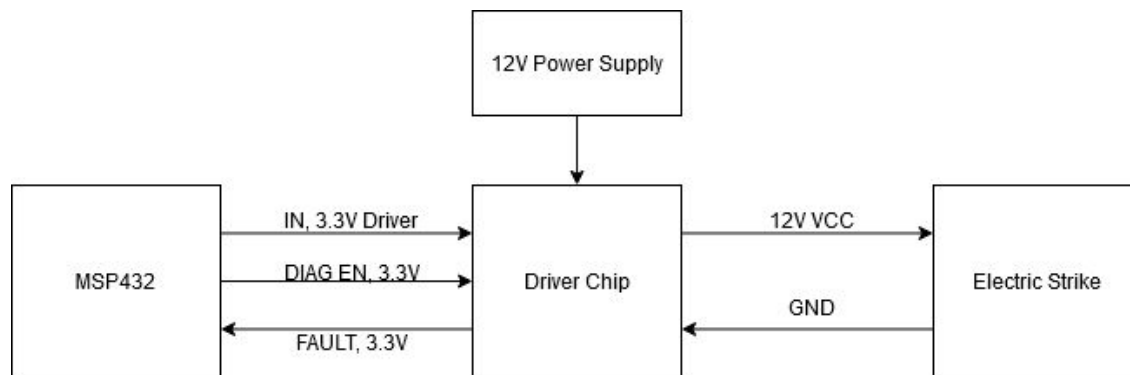 12V Power Supply
IN, 3.3V Driver
12V VCC
MSP432
DIAG EN, 3.3V
Driver Chip
Electric Strike
GND
FAULT, 3.3V